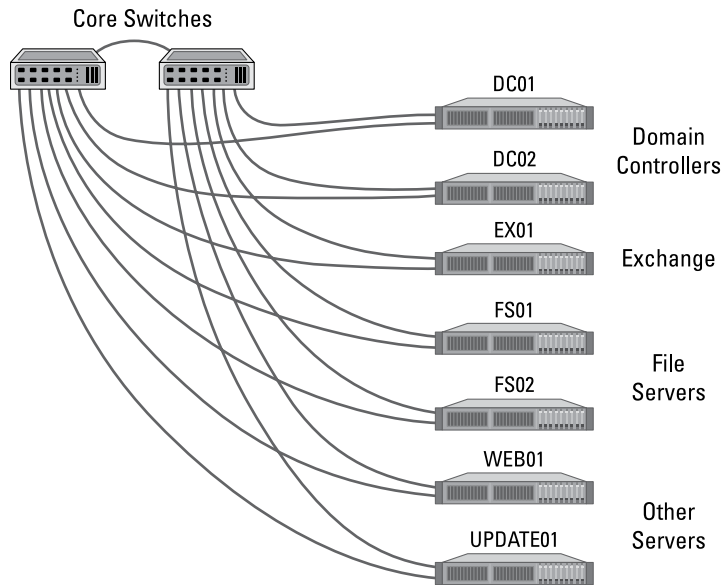 Core Switches
DC01
Domain
Controllers
DC02
EX01
Exchange
FS01
File
Servers
FS02
WEB01
Other
Servers
UPDATE01